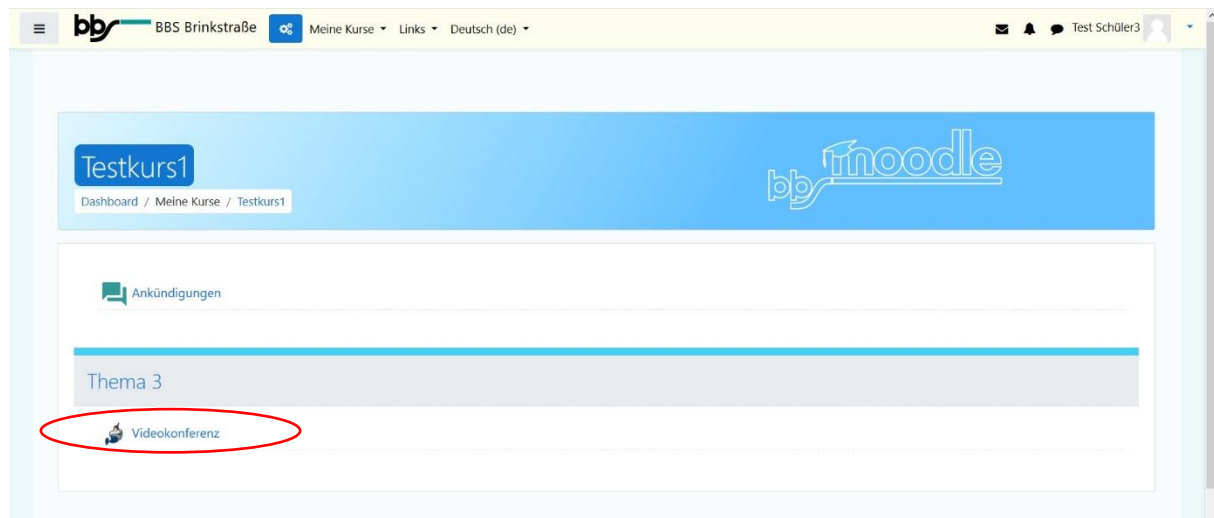 bbs BBS Brinkstraße Meine Kurse Links Deutsch (de) Test Schüler3
Testkurs1
bbs moodle
Dashboard / Meine Kurse / Testkurs1
Ankündigungen
Thema 3
Videokonferenz